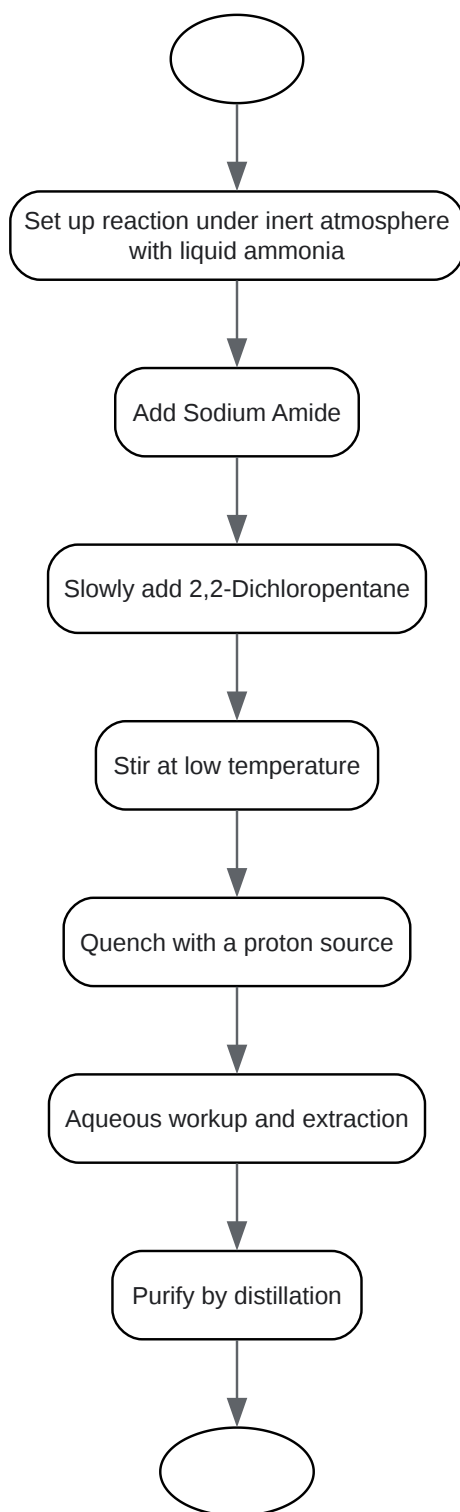 Set up reaction under inert atmosphere
with liquid ammonia
Add Sodium Amide
Slowly add 2,2-Dichloropentane
Stir at low temperature
Quench with a proton source
Aqueous workup and extraction
Purify by distillation